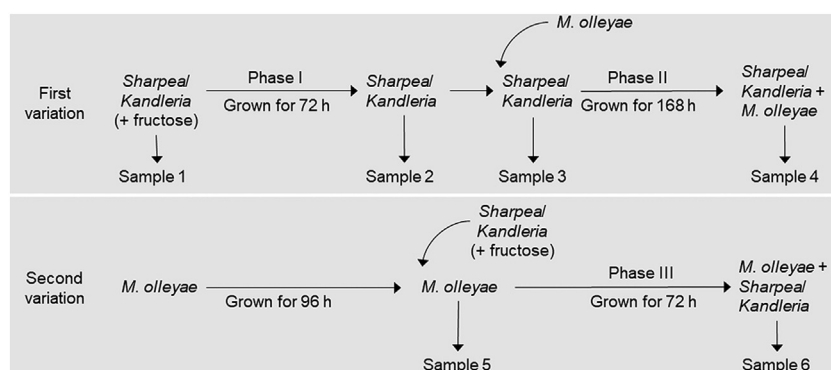 M. olleyae
First
variation
Sharpea/
Kandleria
(+ fructose)
Phase I
Grown for 72 h
Sharpea/
Kandleria
Sharpea/
Kandleria
Phase II
Grown for 168 h
Sharpea/
Kandleria +
M. olleyae
Sample 1
Sample 2
Sample 3
Sample 4
Second
variation
M. olleyae
Grown for 96 h
Sharpea/
Kandleria
(+ fructose)
M. olleyae
Phase III
Grown for 72 h
M. olleyae +
Sharpea/
Kandleria
Sample 5
Sample 6